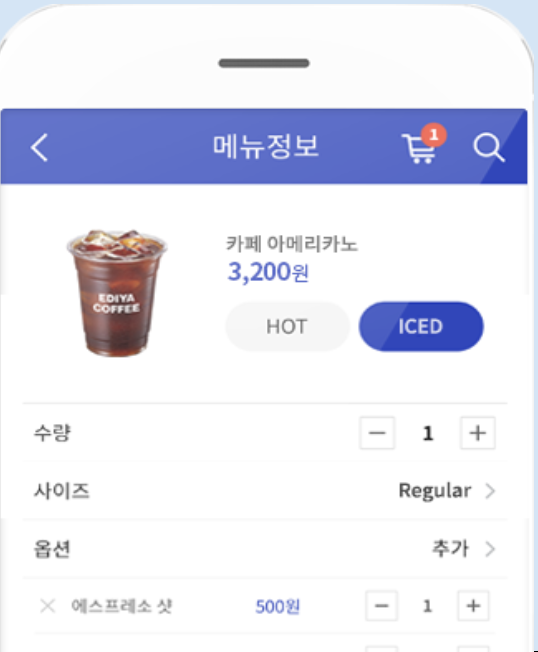 메뉴정보
1
카페 아메리카노
3,200원
HOT ICED
EDIYA
COFFEE
수량 1
사이즈 Regular
옵션 추가
에스프레소 샷 500원 1